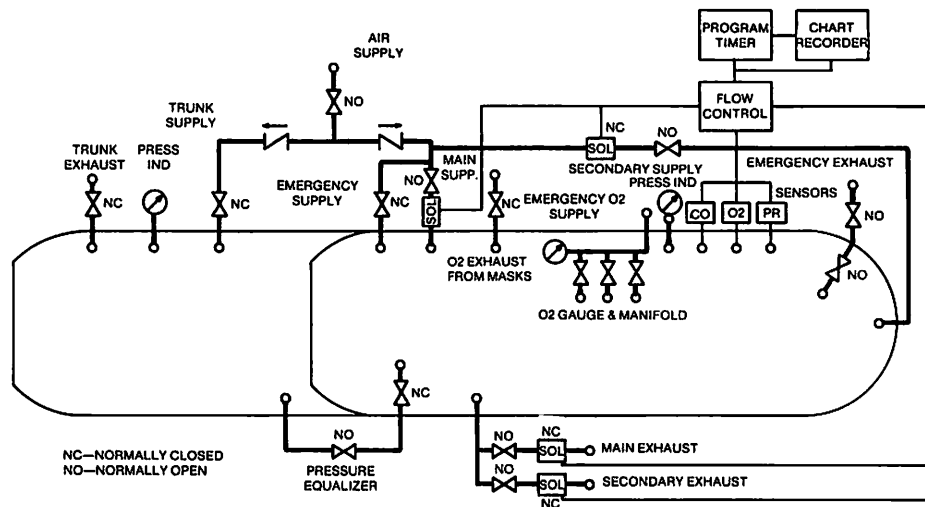 PROGRAM
TIMER
CHART
RECORDER
AIR
SUPPLY
NO
FLOW
CONTROL
TRUNK
SUPPLY
TRUNK
EXHAUST
PRESS
IND
NC
NO
SOL
MAIN
SUPP.
SECONDARY SUPPLY
PRESS IND
EMERGENCY EXHAUST
EMERGENCY
SUPPLY
NO
SOL
NC
NC
NC
NC
EMERGENCY O2
SUPPLY
SENSORS
CO
O2
PR
NO
O2 EXHAUST
FROM MASKS
NO
O2 GAUGE & MANIFOLD
NC
NC—NORMALLY CLOSED
NO—NORMALLY OPEN
NO
PRESSURE
EQUALIZER
NO
NC
SOL
MAIN EXHAUST
NO
SOL
SECONDARY EXHAUST
NC